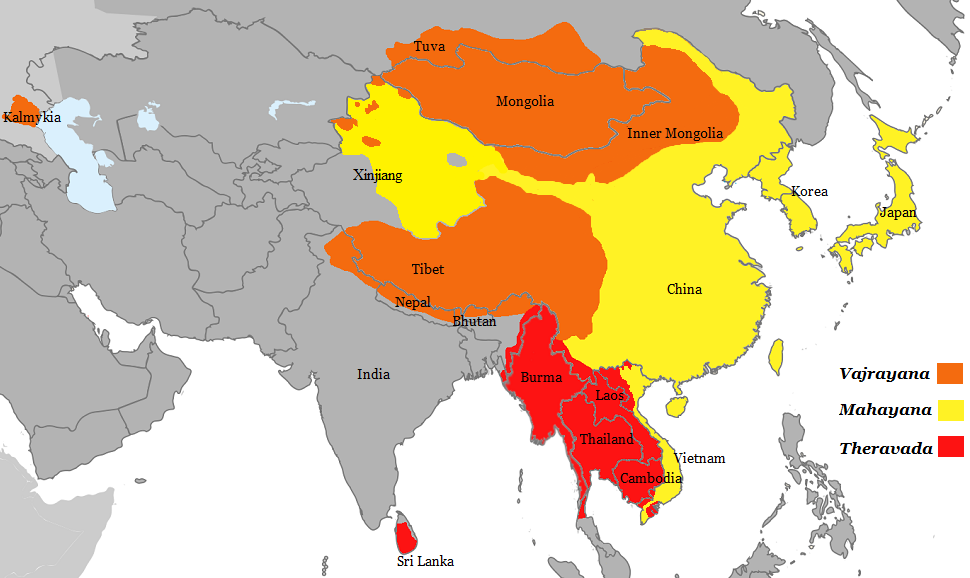 Tuva
Mongolia
Kalmykia
Inner Mongolia
Xinjiang
Korea
Japan
Tibet
China
Nepal
Bhutan
India
Burma
Laos
Thailand
Vietnam
Cambodia
Sri Lanka
Vajrayana
Mahayana
Theravada